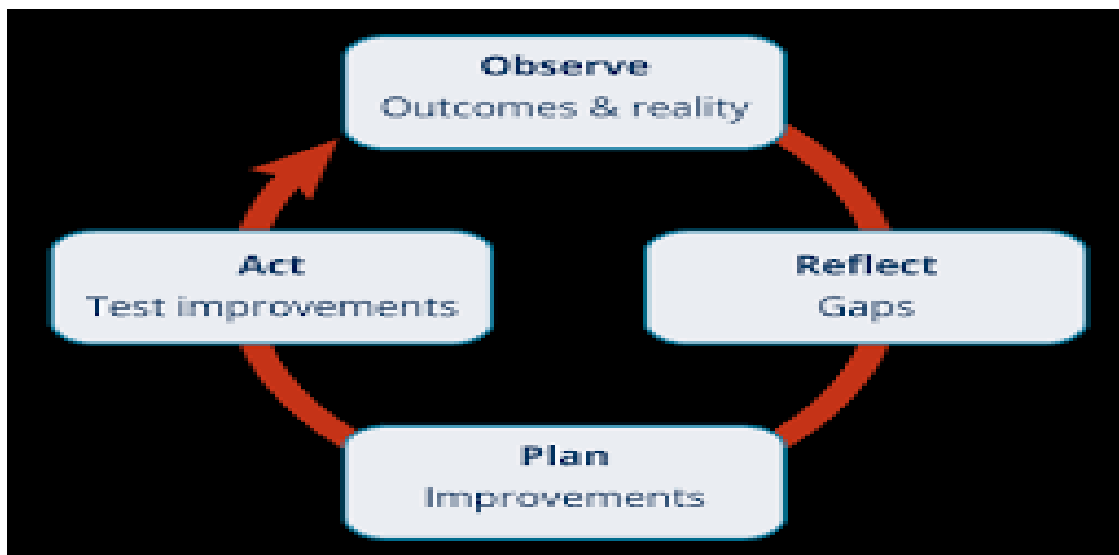 Observe
Outcomes & reality
Act
Test improvements
Reflect
Gaps
Plan
Improvements